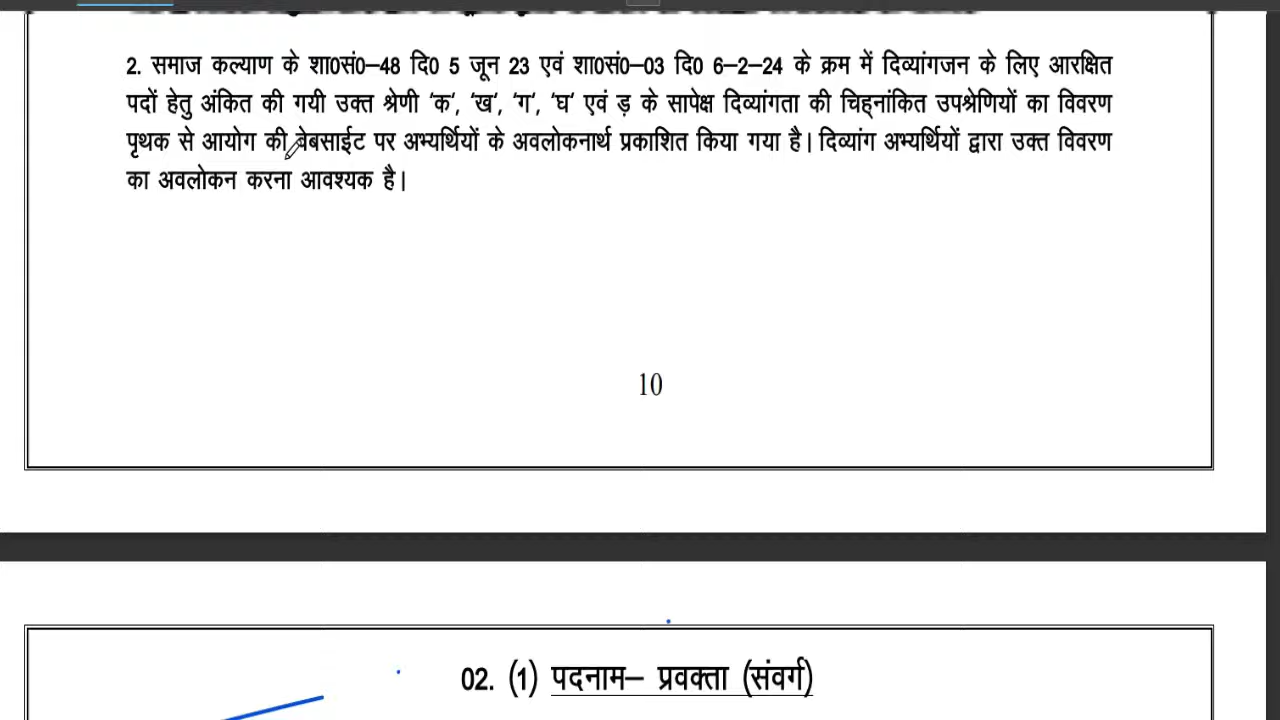 2. समाज कल्याण के शा0सं0–48 दि0 5 जून 23 एवं शा0सं0–03 दि0 6–2–24 के क्रम में दिव्यांगजन के लिए आरक्षित
पदों हेतु अंकित की गयी उक्त श्रेणी ‘क’, ‘ख’, ‘ग’, ‘घ’ एवं ड़ के सापेक्ष दिव्यांगता की चिह्नांकित उपश्रेणियों का विवरण
पृथक से आयोग की वेबसाईट पर अभ्यर्थियों के अवलोकनार्थ प्रकाशित किया गया है। दिव्यांग अभ्यर्थियों द्वारा उक्त विवरण
का अवलोकन करना आवश्यक है।
10
02. (1) पदनाम– प्रवक्ता (संवर्ग)